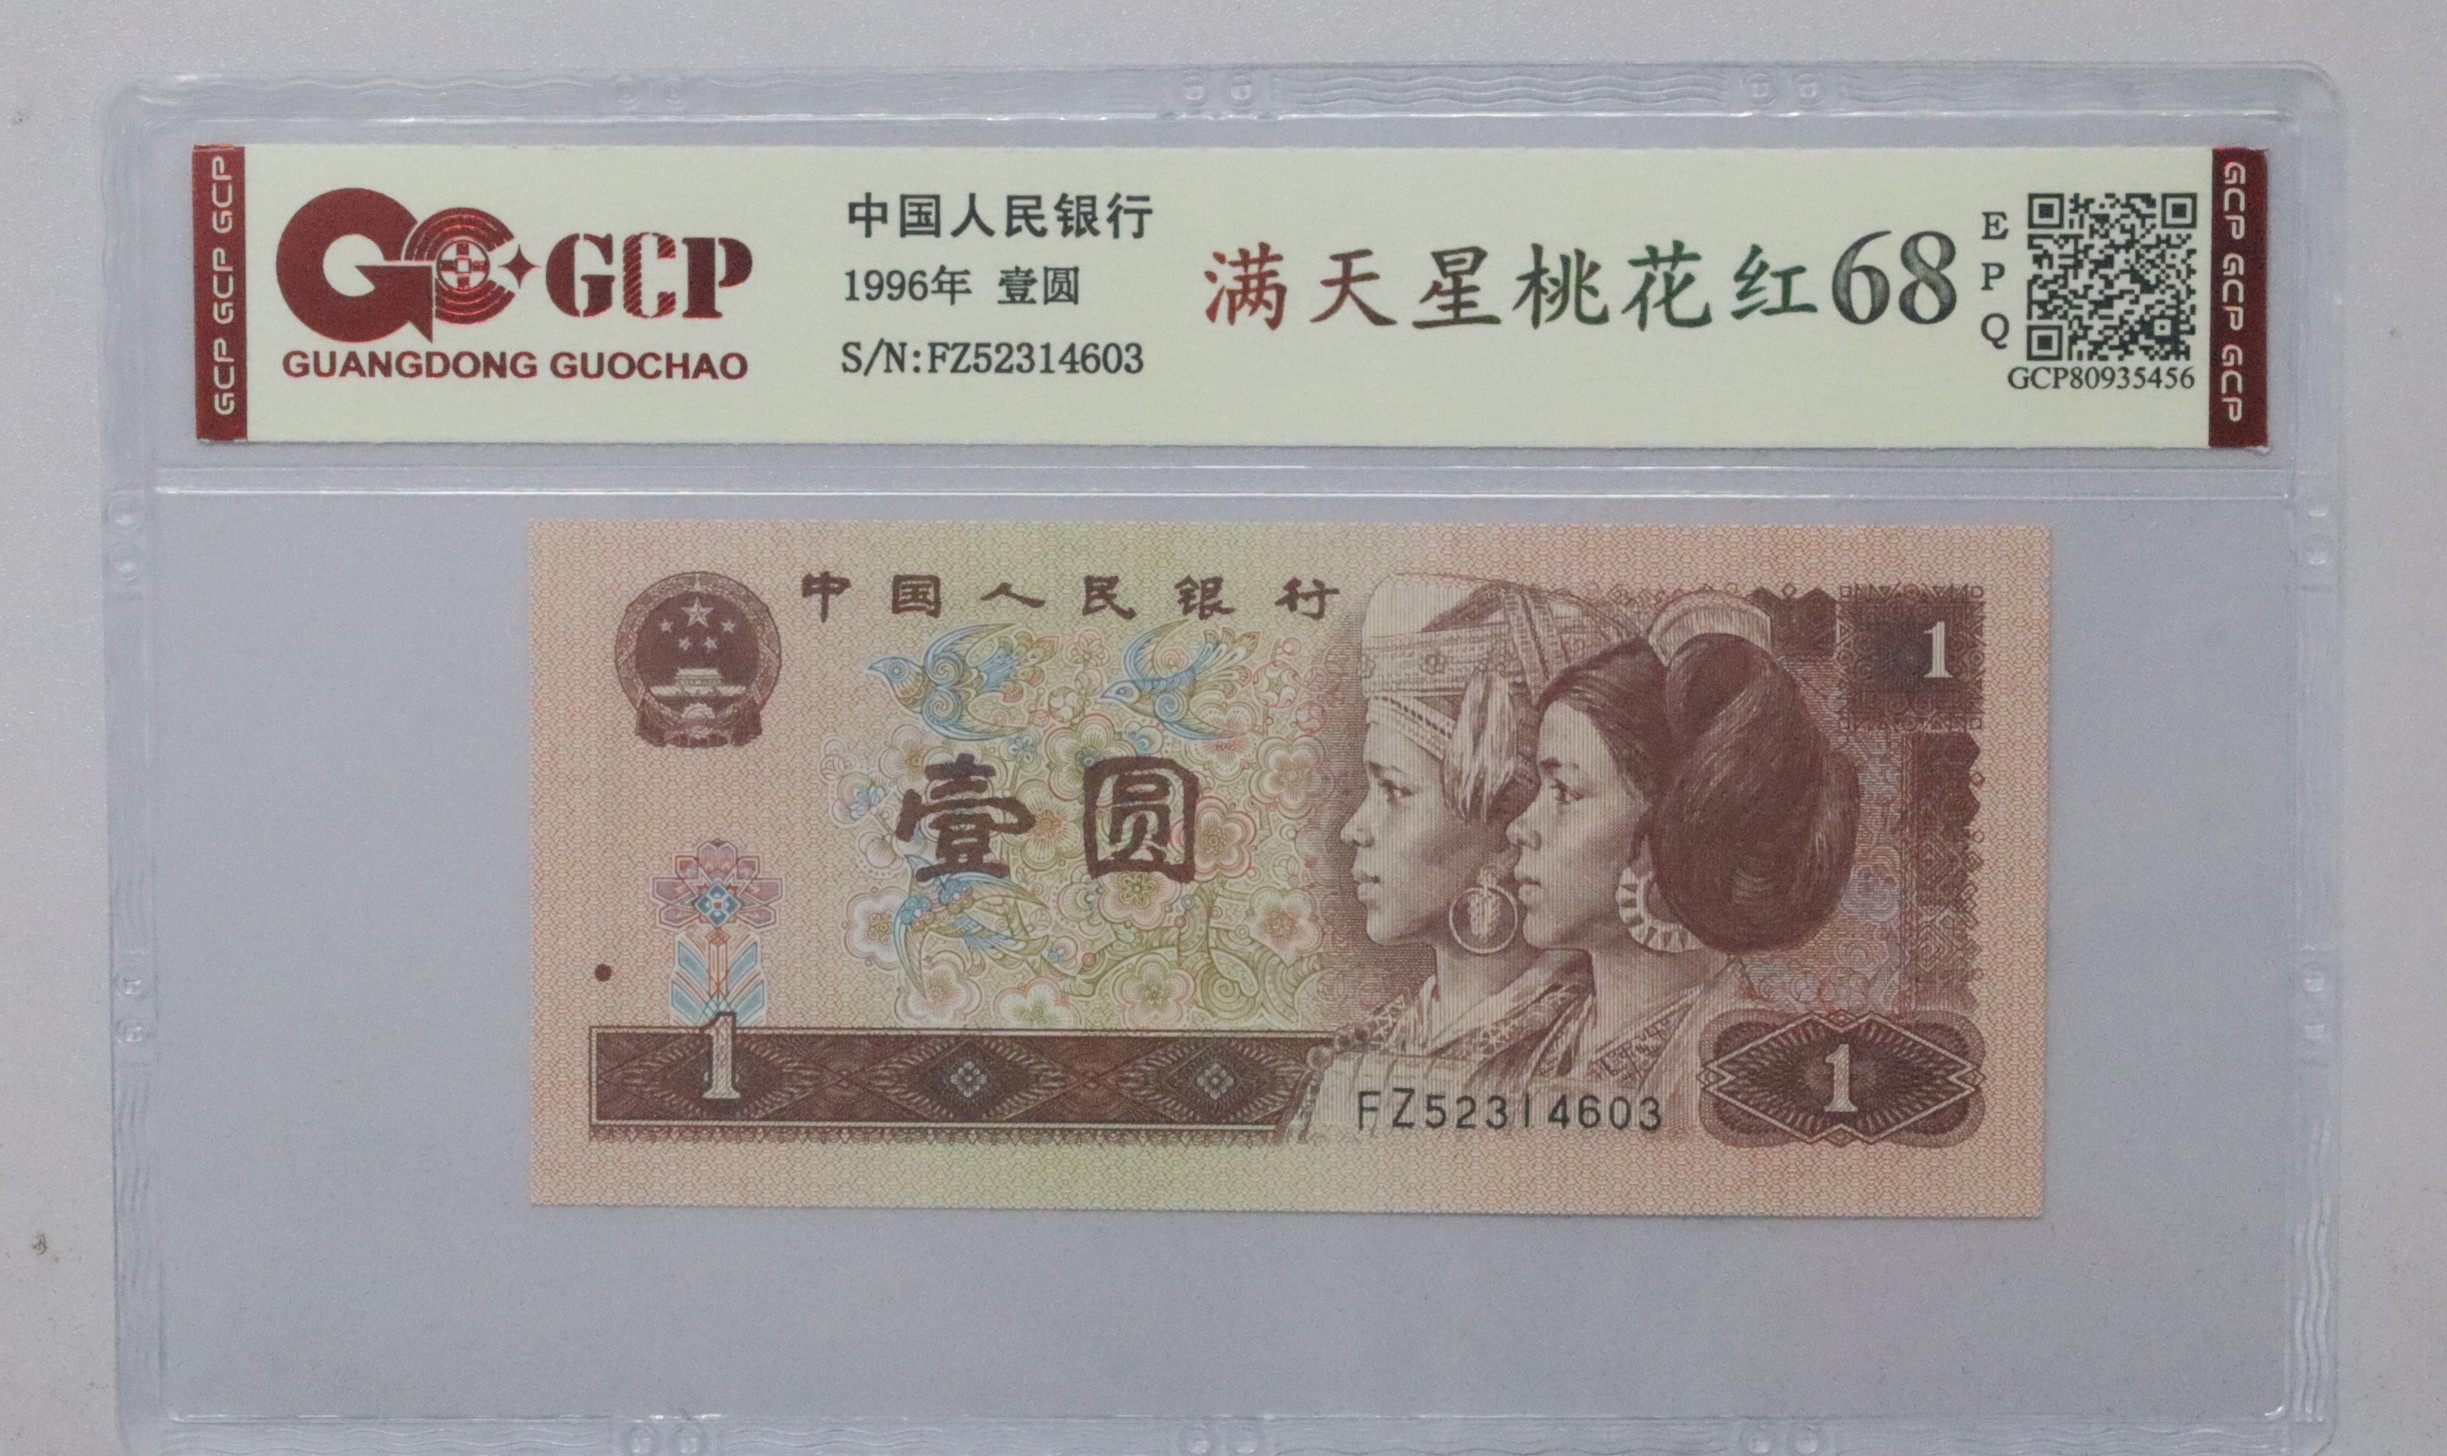 GCP GCP GCP
GCP
GUANGDONG GUOCHAO
中国人民银行
1996年 壹圆
S/N:FZ52314603
满天星桃花红68
EPQ
GCP80935456
GCP GCP GCP
中国人民银行
1
壹圆
1
1
FZ52314603